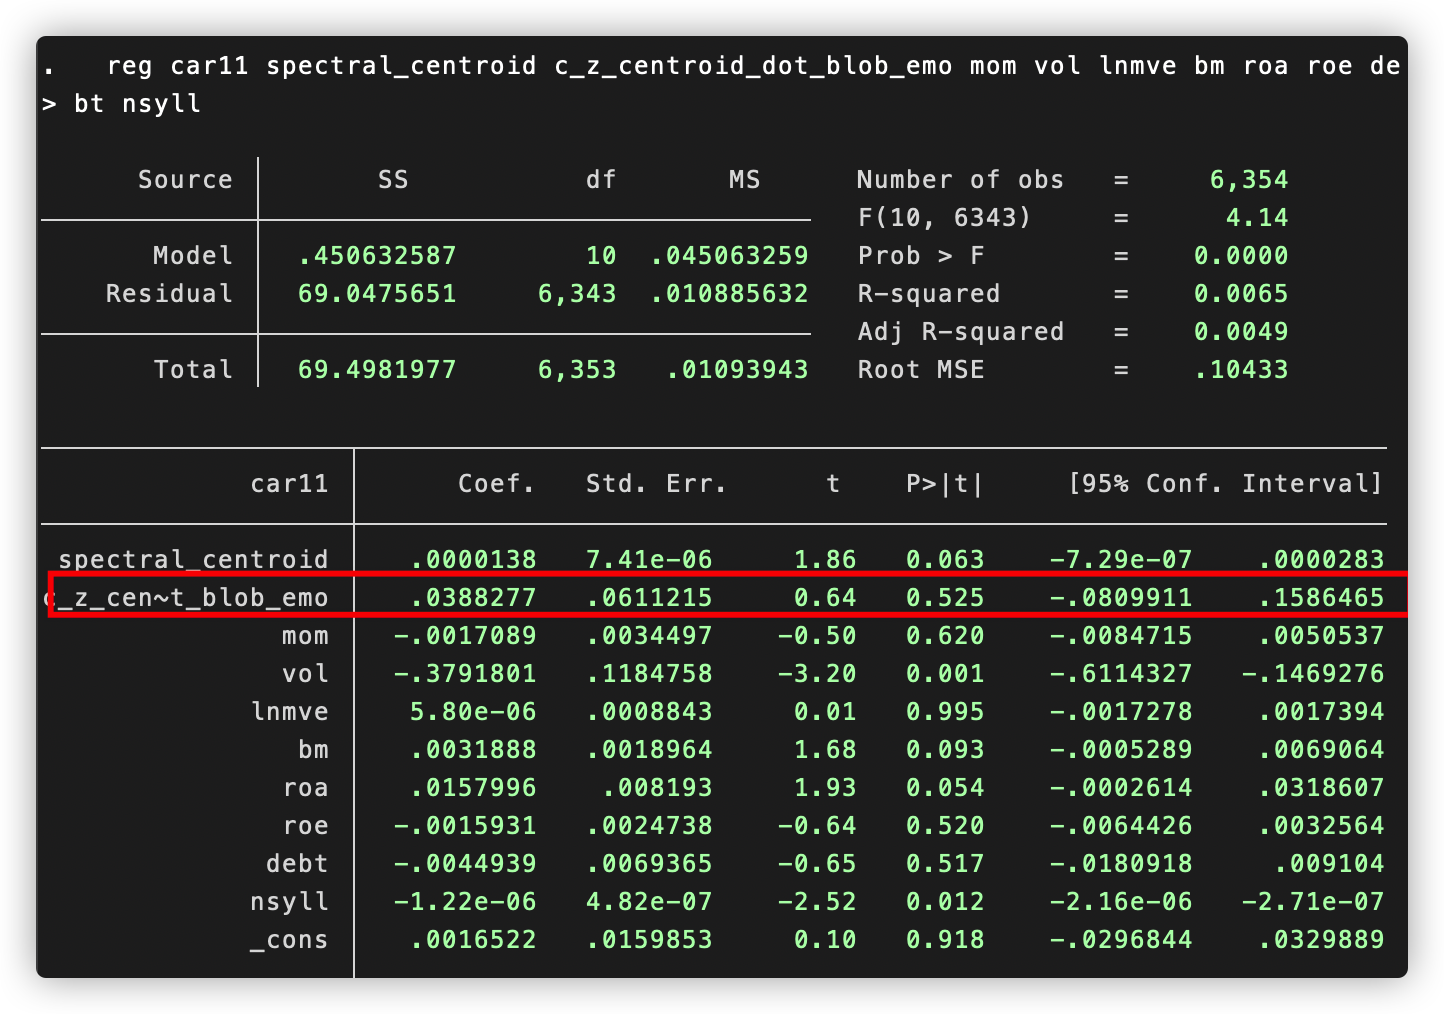 .   reg car11 spectral_centroid c_z_centroid_dot_blob_emo mom vol lnmve bm roa roe de
> bt nsyll
Source SS df MS Number of obs = 6,354
F(10, 6343) = 4.14
Model .450632587 10 .045063259 Prob > F = 0.0000
Residual 69.0475651 6,343 .010885632 R-squared = 0.0065
Adj R-squared = 0.0049
Total 69.4981977 6,353 .01093943 Root MSE = .10433
car11 Coef. Std. Err. t P>|t| [95% Conf. Interval]
spectral_centroid .0000138 7.41e-06 1.86 0.063 -7.29e-07 .0000283
c_z_cen~t_blob_emo .0388277 .0611215 0.64 0.525 -.0809911 .1586465
mom -.0017089 .0034497 -0.50 0.620 -.0084715 .0050537
vol -.3791801 .1184758 -3.20 0.001 -.6114327 -.1469276
lnmve 5.80e-06 .0008843 0.01 0.995 -.0017278 .0017394
bm .0031888 .0018964 1.68 0.093 -.0005289 .0069064
roa .0157996 .008193 1.93 0.054 -.0002614 .0318607
roe -.0015931 .0024738 -0.64 0.520 -.0064426 .0032564
debt -.0044939 .0069365 -0.65 0.517 -.0180918 .009104
nsyll -1.22e-06 4.82e-07 -2.52 0.012 -2.16e-06 -2.71e-07
_cons .0016522 .0159853 0.10 0.918 -.0296844 .0329889